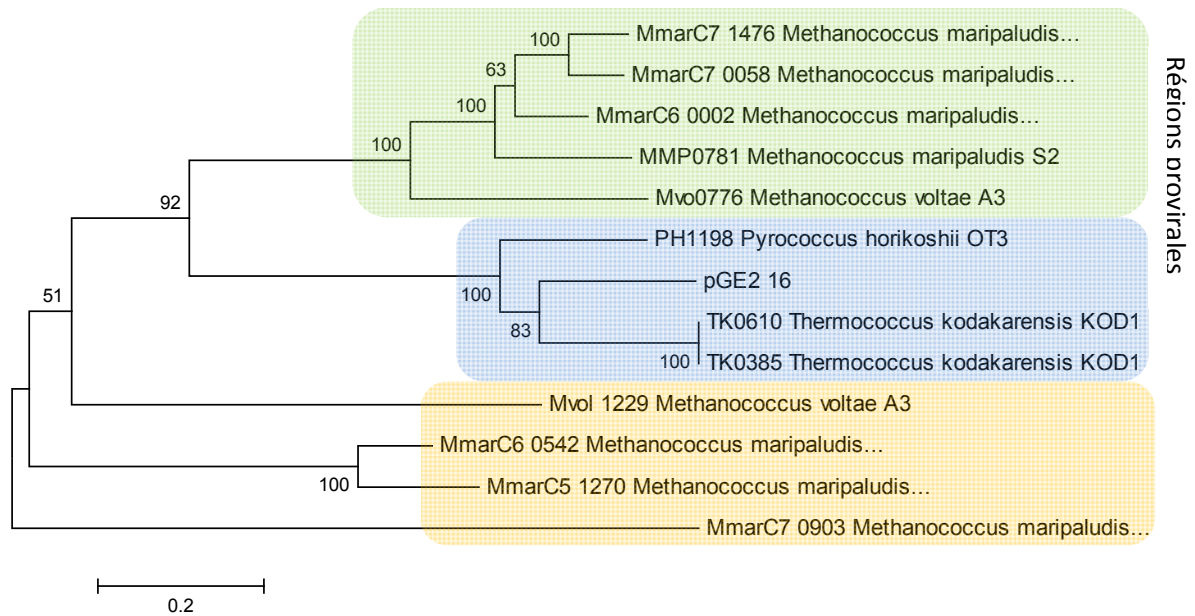 MmarC7 1476 Methanococcus maripaludis…
100
MmarC7 0058 Methanococcus maripaludis…
63
MmarC6 0002 Methanococcus maripaludis…
100
MMP0781 Methanococcus maripaludis S2
100
Mvo0776 Methanococcus voltae A3
92
PH1198 Pyrococcus horikoshii OT3
100
pGE2 16
51
83
TK0610 Thermococcus kodakarensis KOD1
100
TK0385 Thermococcus kodakarensis KOD1
Mvol 1229 Methanococcus voltae A3
MmarC6 0542 Methanococcus maripaludis…
100
MmarC5 1270 Methanococcus maripaludis…
MmarC7 0903 Methanococcus maripaludis…
0.2
Régions provirales